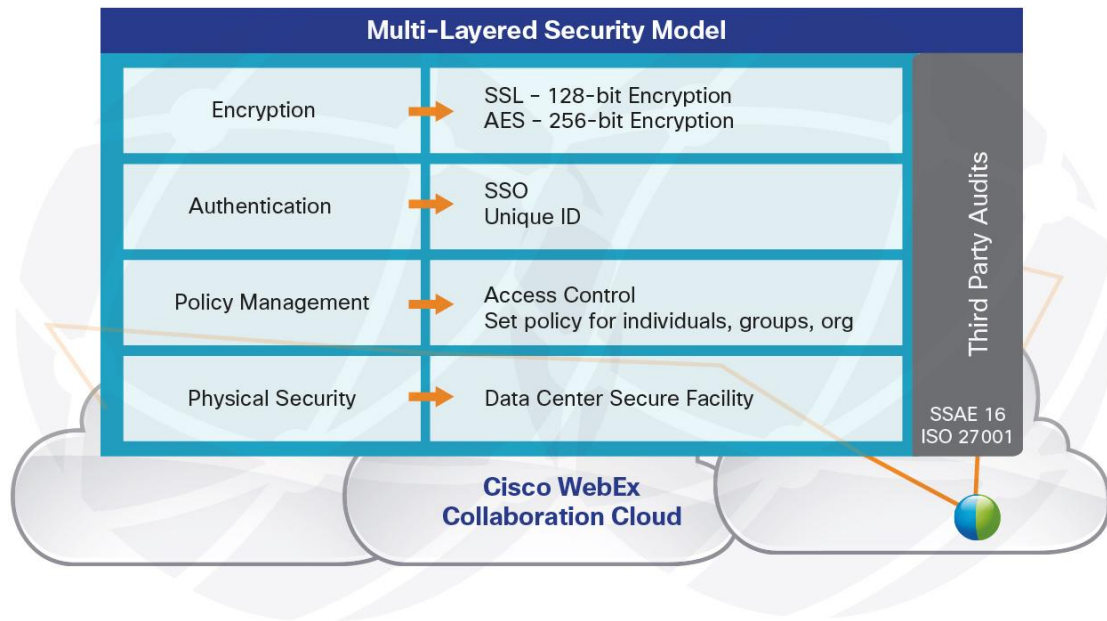 Multi-Layered Security Model
Encryption
SSL – 128-bit Encryption
AES – 256-bit Encryption
Authentication
SSO
Unique ID
Policy Management
Access Control
Set policy for individuals, groups, org
Physical Security
Data Center Secure Facility
Third Party Audits
SSAE 16
ISO 27001
Cisco WebEx
Collaboration Cloud